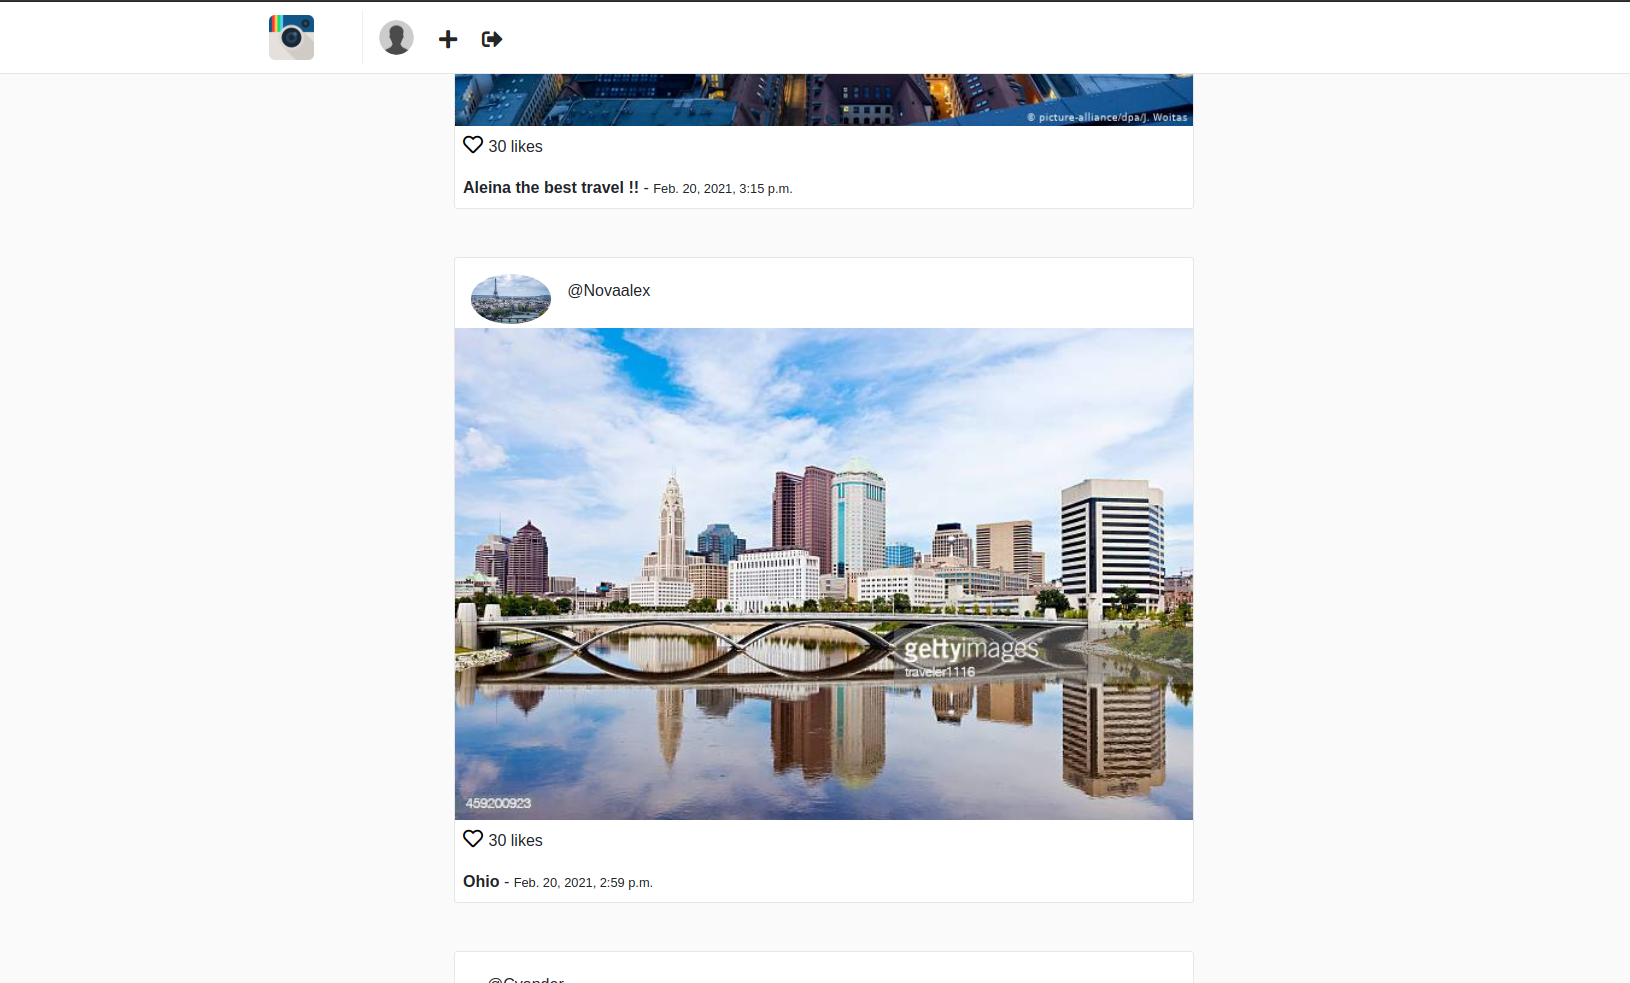 © picture-alliance/dpa/J. Woitas
30 likes
Aleina the best travel !! - Feb. 20, 2021, 3:15 p.m.
@Novaalex
gettyimages
traveler1116
459200923
30 likes
Ohio - Feb. 20, 2021, 2:59 p.m.